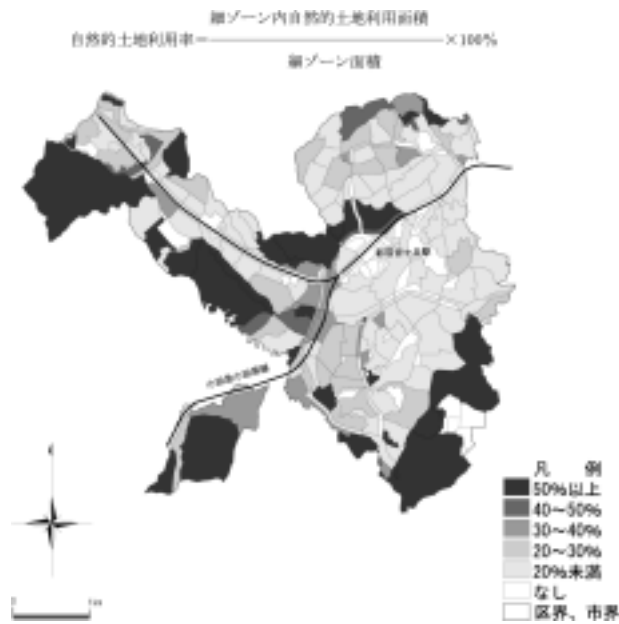 細ゾーン内自然的土地利用面積
自然的土地利用率＝　×100％
細ゾーン面積
凡　例
50％以上
40〜50％
30〜40％
20〜30％
20％未満
なし
区界、市界